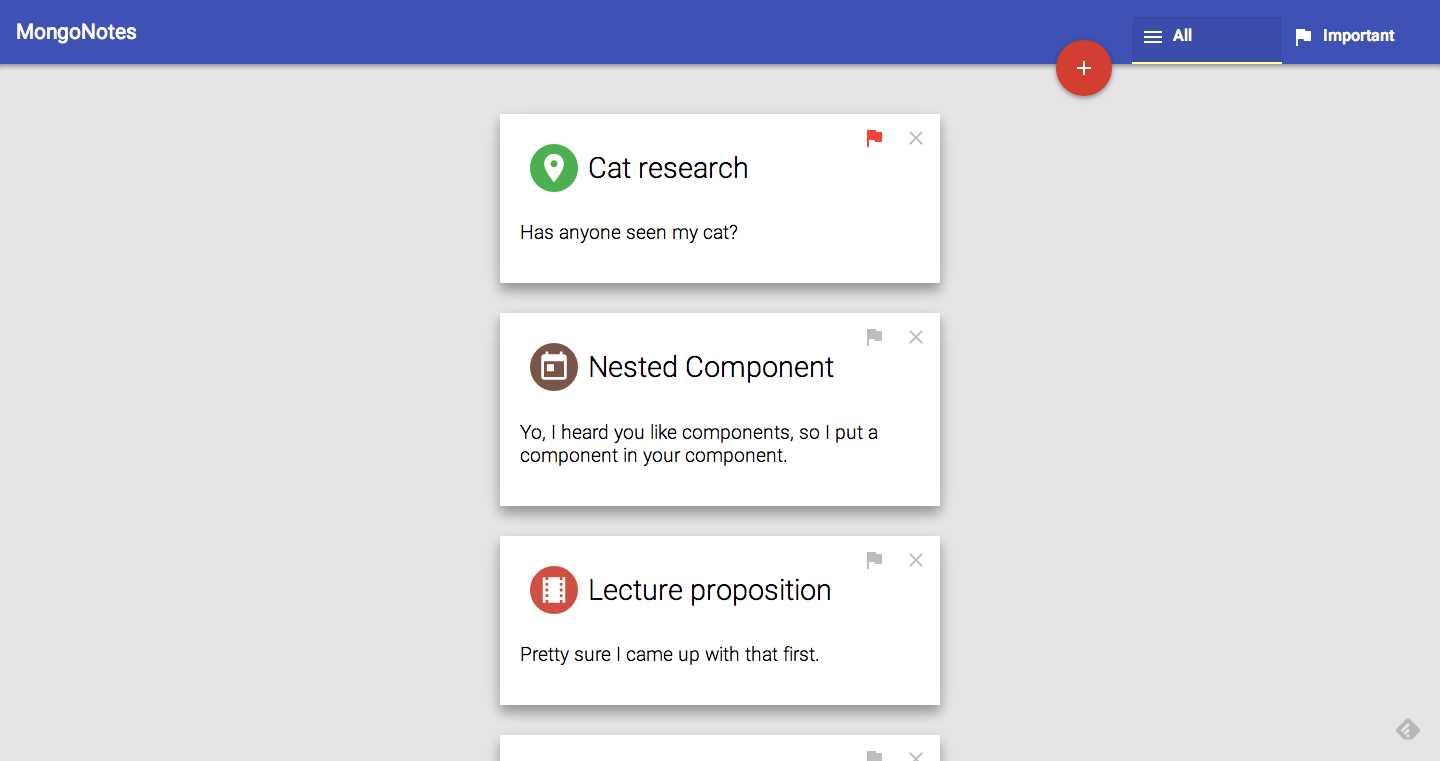 MongoNotes
All
Important
Cat research
Has anyone seen my cat?
Nested Component
Yo, I heard you like components, so I put a
component in your component.
Lecture proposition
Pretty sure I came up with that first.